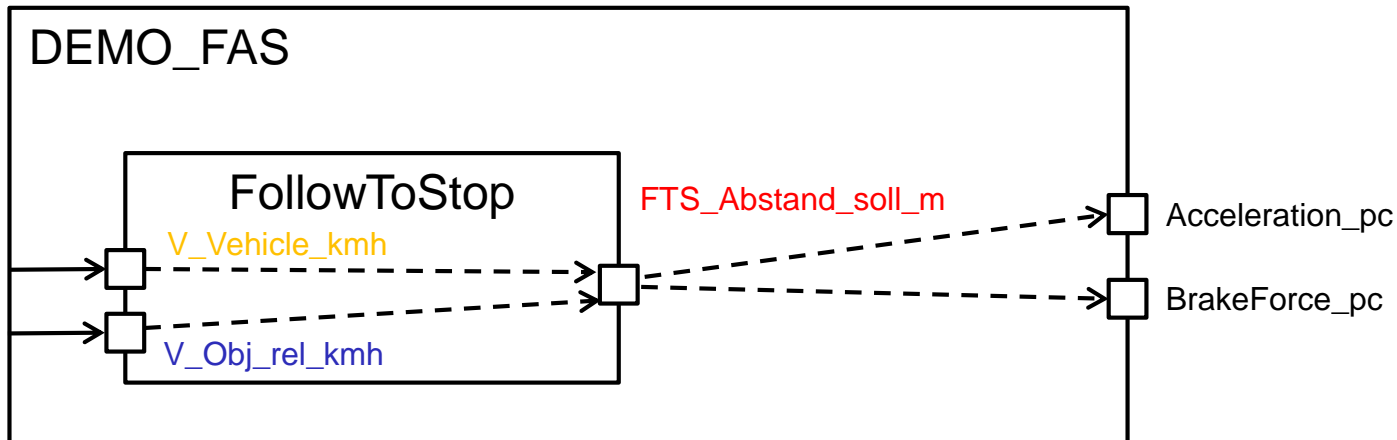 DEMO_FAS
FollowToStop
FTS_Abstand_soll_m
Acceleration_pc
V_Vehicle_kmh
BrakeForce_pc
V_Obj_rel_kmh